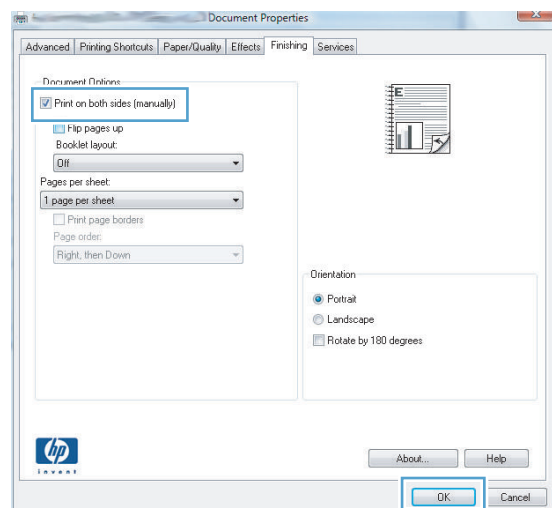 Document Properties
Advanced Printing Shortcuts Paper/Quality Effects Finishing Services
Document Options
Print on both sides (manually)
Flip pages up
Booklet layout:
Off
Pages per sheet:
1 page per sheet
Print page borders
Page order:
Right, then Down
E
Orientation
Portrait
Landscape
Rotate by 180 degrees
hp
invent
About... Help
OK Cancel